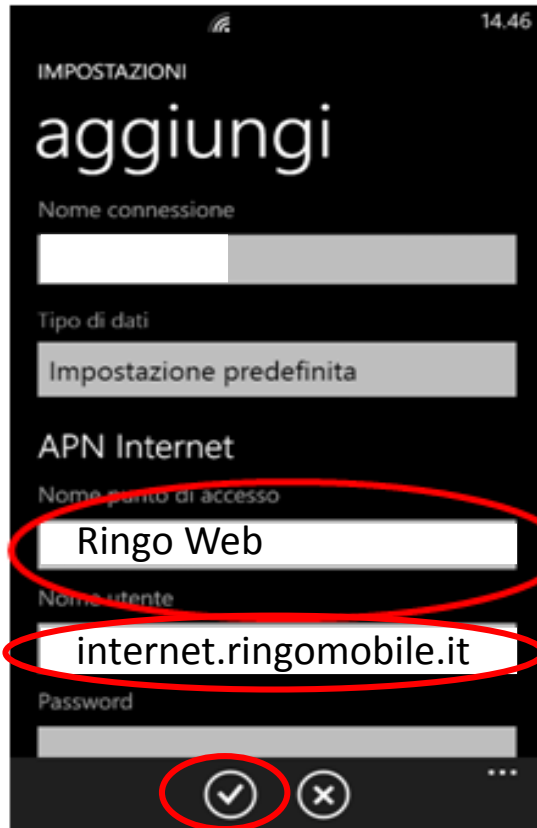 14.46
IMPOSTAZIONI
aggiungi
Nome connessione
Tipo di dati
Impostazione predefinita
APN Internet
Nome punto di accesso
Ringo Web
Nome utente
internet.ringomobile.it
Password